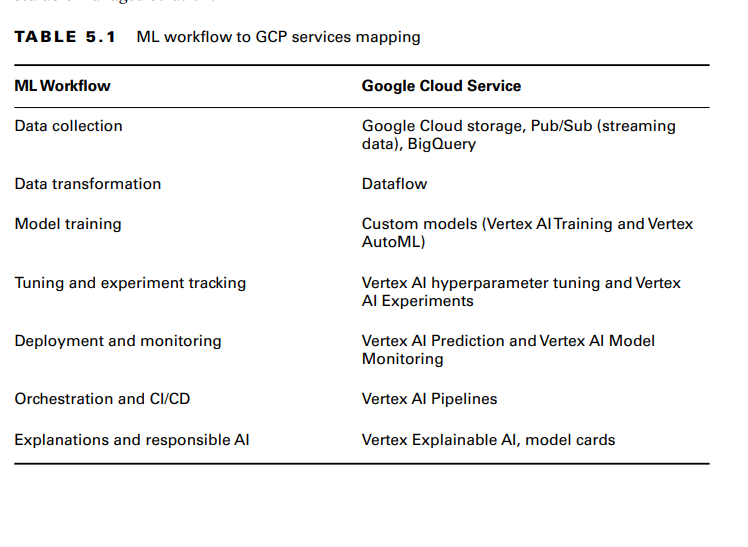 TABLE 5.1 ML workflow to GCP services mapping
ML Workflow Google Cloud Service
Data collection Google Cloud storage, Pub/Sub (streaming
data), BigQuery
Data transformation Dataflow
Model training Custom models (Vertex AI Training and Vertex
AutoML)
Tuning and experiment tracking Vertex AI hyperparameter tuning and Vertex
AI Experiments
Deployment and monitoring Vertex AI Prediction and Vertex AI Model
Monitoring
Orchestration and CI/CD Vertex AI Pipelines
Explanations and responsible AI Vertex Explainable AI, model cards